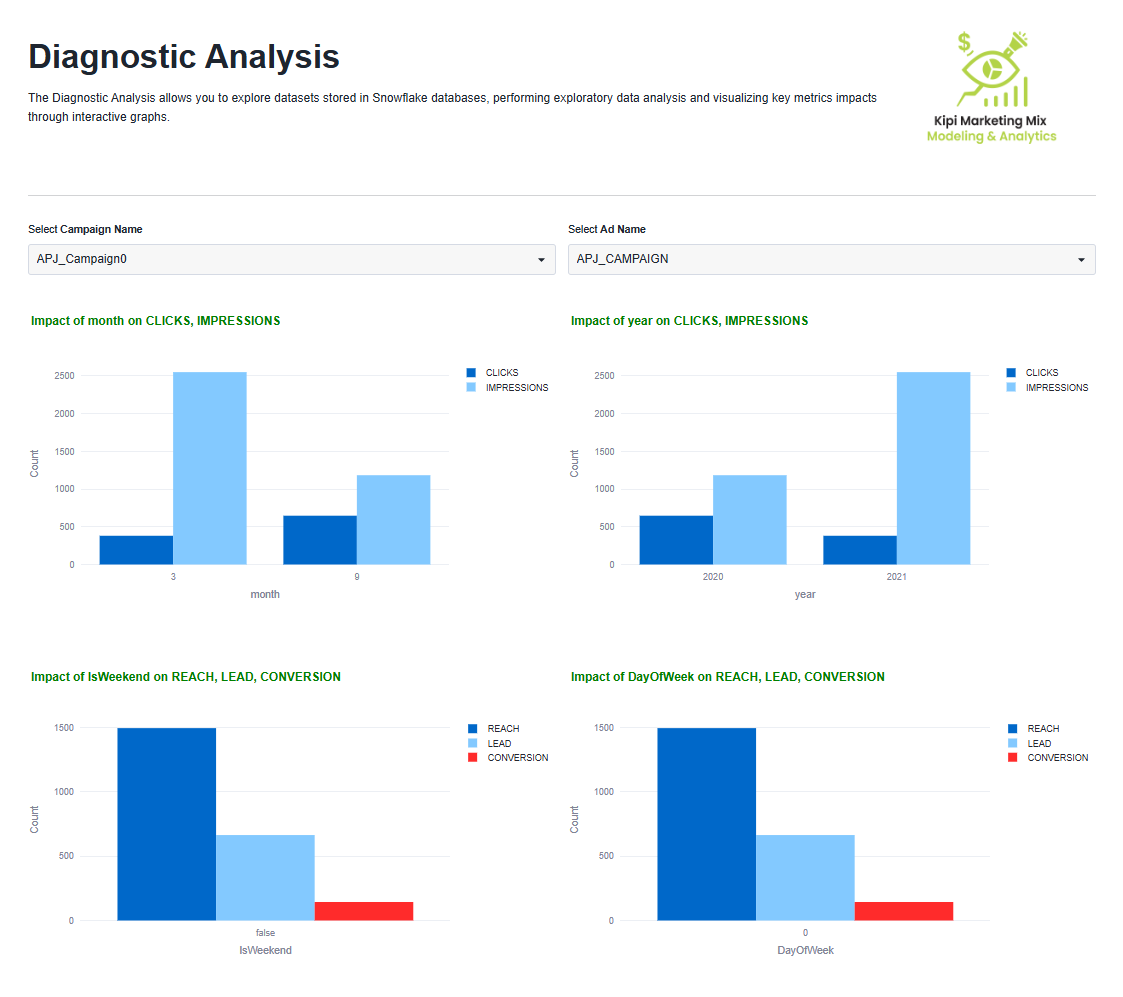 Diagnostic Analysis
The Diagnostic Analysis allows you to explore datasets stored in Snowflake databases, performing exploratory data analysis and visualizing key metrics impacts
through interactive graphs.
$
Kipi Marketing Mix
Modeling & Analytics
Select Campaign Name
APJ_Campaign0
Select Ad Name
APJ_CAMPAIGN
Impact of month on CLICKS, IMPRESSIONS
CLICKS
IMPRESSIONS
2500
2000
1500
1000
500
0
Count
3
9
month
Impact of year on CLICKS, IMPRESSIONS
CLICKS
IMPRESSIONS
2500
2000
1500
1000
500
0
Count
2020
2021
year
Impact of IsWeekend on REACH, LEAD, CONVERSION
REACH
LEAD
CONVERSION
1500
1000
500
0
Count
false
IsWeekend
Impact of DayOfWeek on REACH, LEAD, CONVERSION
REACH
LEAD
CONVERSION
1500
1000
500
0
Count
0
DayOfWeek